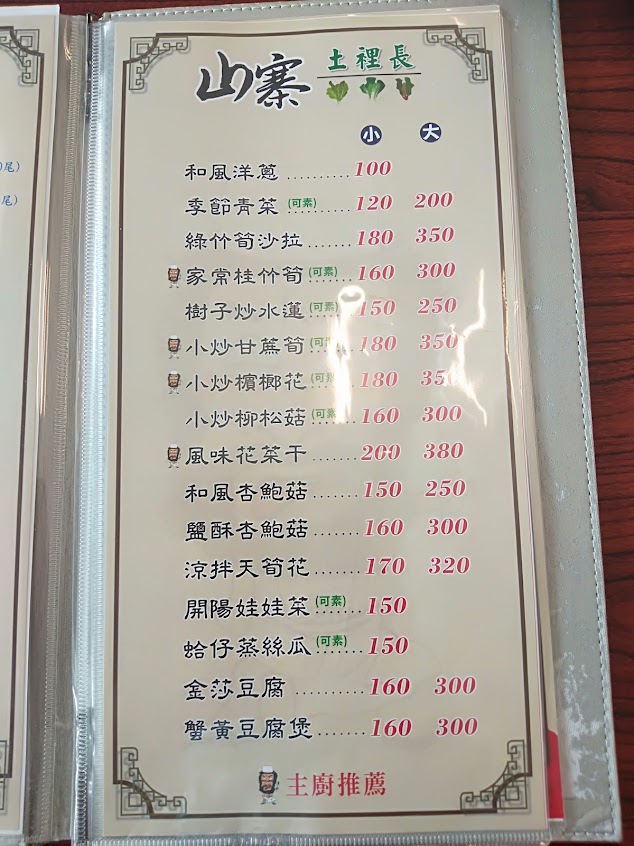 山寨 土裡長
小 大
和風洋蔥 .......... 100
季節青菜 (可素) ...... 120 200
綠竹筍沙拉 ........ 180 350
家常桂竹筍 (可素) ..... 160 300
樹子炒水蓮 (可素) 150 250
小炒甘蔗筍 (可素) 180 350
小炒檳榔花 (可素) 180 350
小炒柳松菇 (可素) 160 300
風味花菜干 ....... 200 380
和風杏鮑菇 ....... 150 250
鹽酥杏鮑菇 ....... 160 300
涼拌天筍花 ....... 170 320
開陽娃娃菜 (可素) ....... 150
蛤仔蒸絲瓜 (可素) ....... 150
金莎豆腐 .......... 160 300
蟹黃豆腐煲 ....... 160 300
主廚推薦
尾)
尾)